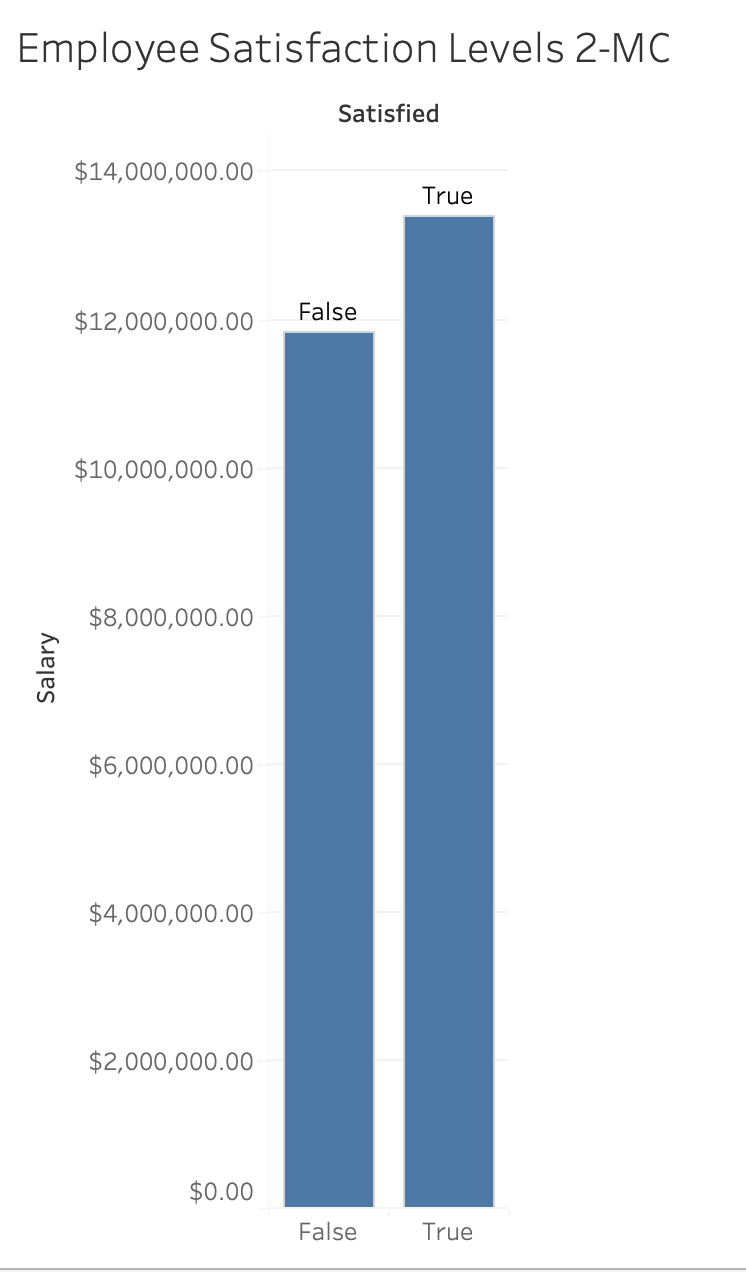 Employee Satisfaction Levels 2-MC
Satisfied
$14,000,000.00
True
False
$12,000,000.00
$10,000,000.00
$8,000,000.00
Salary
$6,000,000.00
$4,000,000.00
$2,000,000.00
$0.00
False True